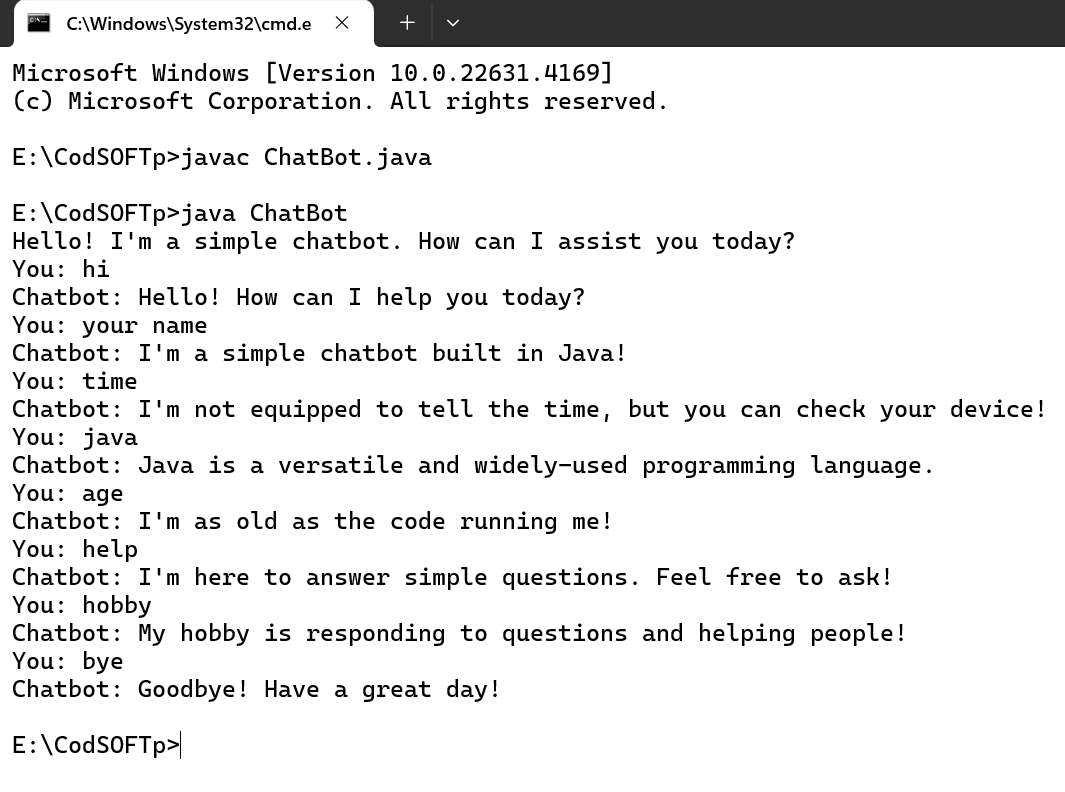 C:\Windows\System32\cmd.e
Microsoft Windows [Version 10.0.22631.4169]
(c) Microsoft Corporation. All rights reserved.
E:\CodSOFTp>javac ChatBot.java
E:\CodSOFTp>java ChatBot
Hello! I'm a simple chatbot. How can I assist you today?
You: hi
Chatbot: Hello! How can I help you today?
You: your name
Chatbot: I'm a simple chatbot built in Java!
You: time
Chatbot: I'm not equipped to tell the time, but you can check your device!
You: java
Chatbot: Java is a versatile and widely-used programming language.
You: age
Chatbot: I'm as old as the code running me!
You: help
Chatbot: I'm here to answer simple questions. Feel free to ask!
You: hobby
Chatbot: My hobby is responding to questions and helping people!
You: bye
Chatbot: Goodbye! Have a great day!
E:\CodSOFTp>